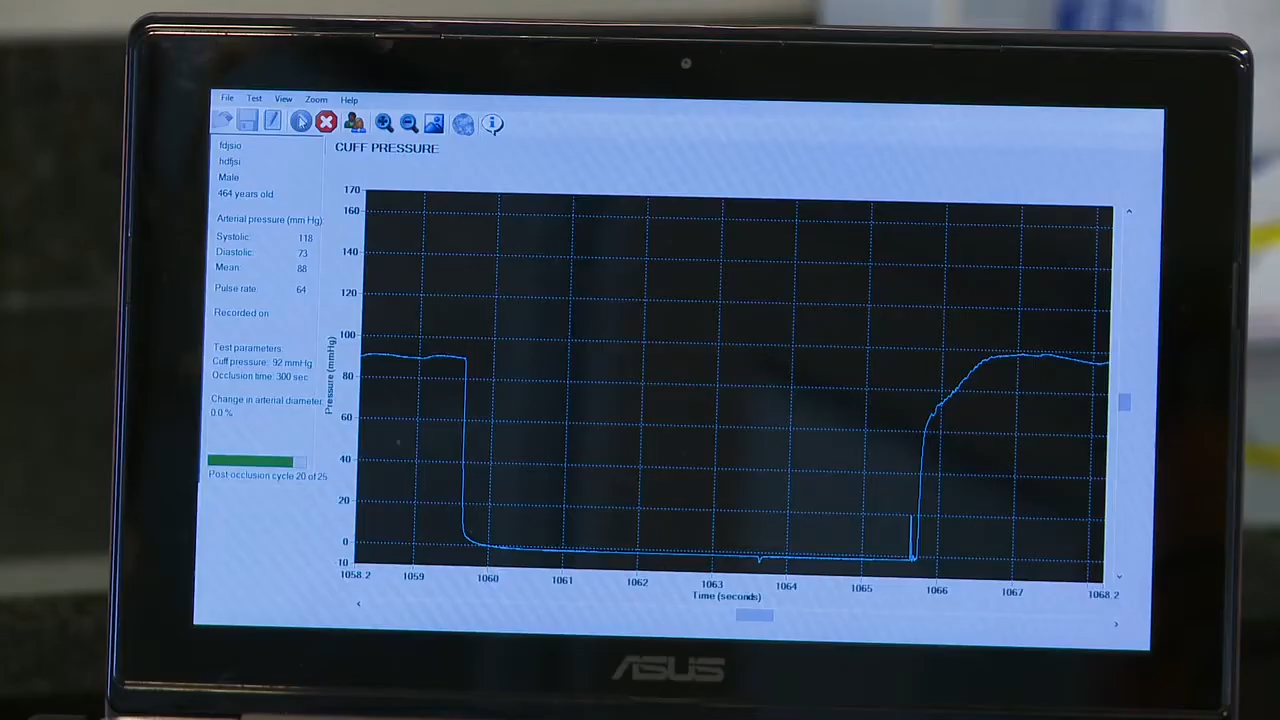 File Test View Zoom Help
fdjsio
hdfjsi
Male
464 years old
Arterial pressure (mm Hg)
Systolic: 118
Diastolic: 73
Mean: 88
Pulse rate: 64
Recorded on
Test parameters:
Cuff pressure: 92 mmHg
Occlusion time: 300 sec
Change in arterial diameter
0.0 %
Post-occlusion cycle 20 of 25
CUFF PRESSURE
Pressure (mmHg)
170
160
140
120
100
80
60
40
20
0
10
1058.2 1059 1060 1061 1062 1063 1064 1065 1066 1067 1068.2
Time (seconds)
ASUS